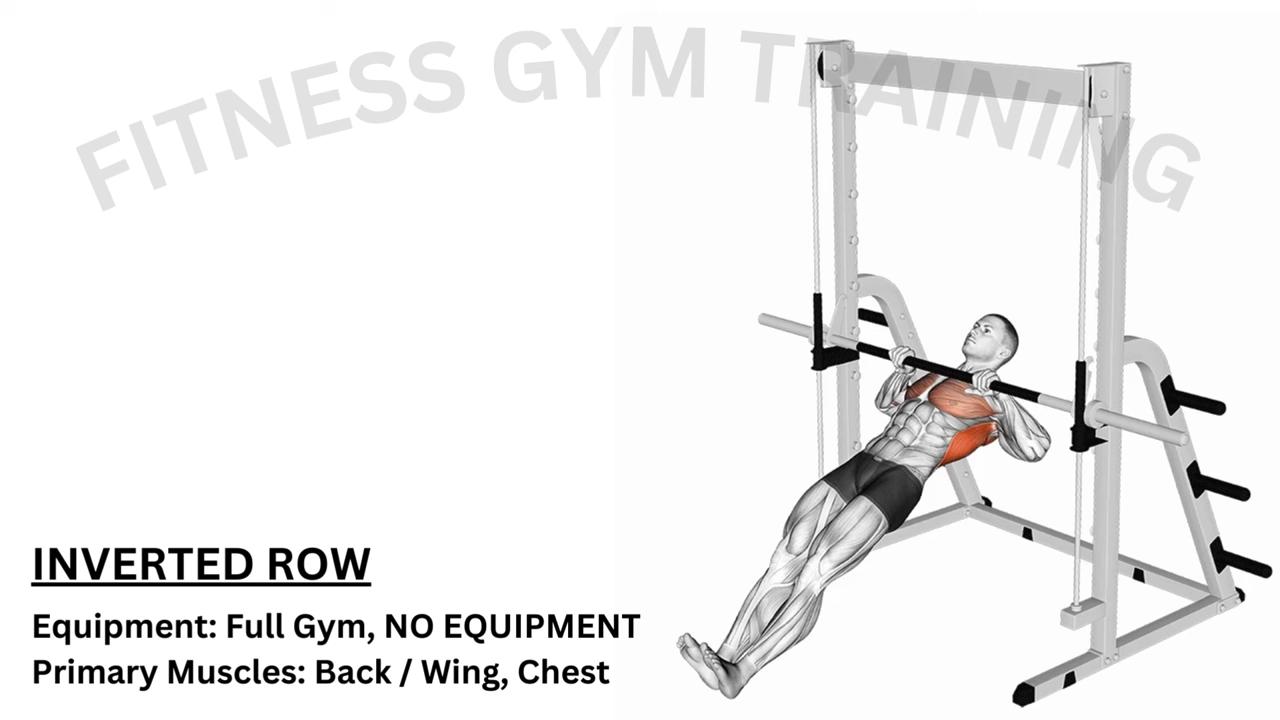 FITNESS GYM TRAINING
INVERTED ROW
Equipment: Full Gym, NO EQUIPMENT
Primary Muscles: Back / Wing, Chest